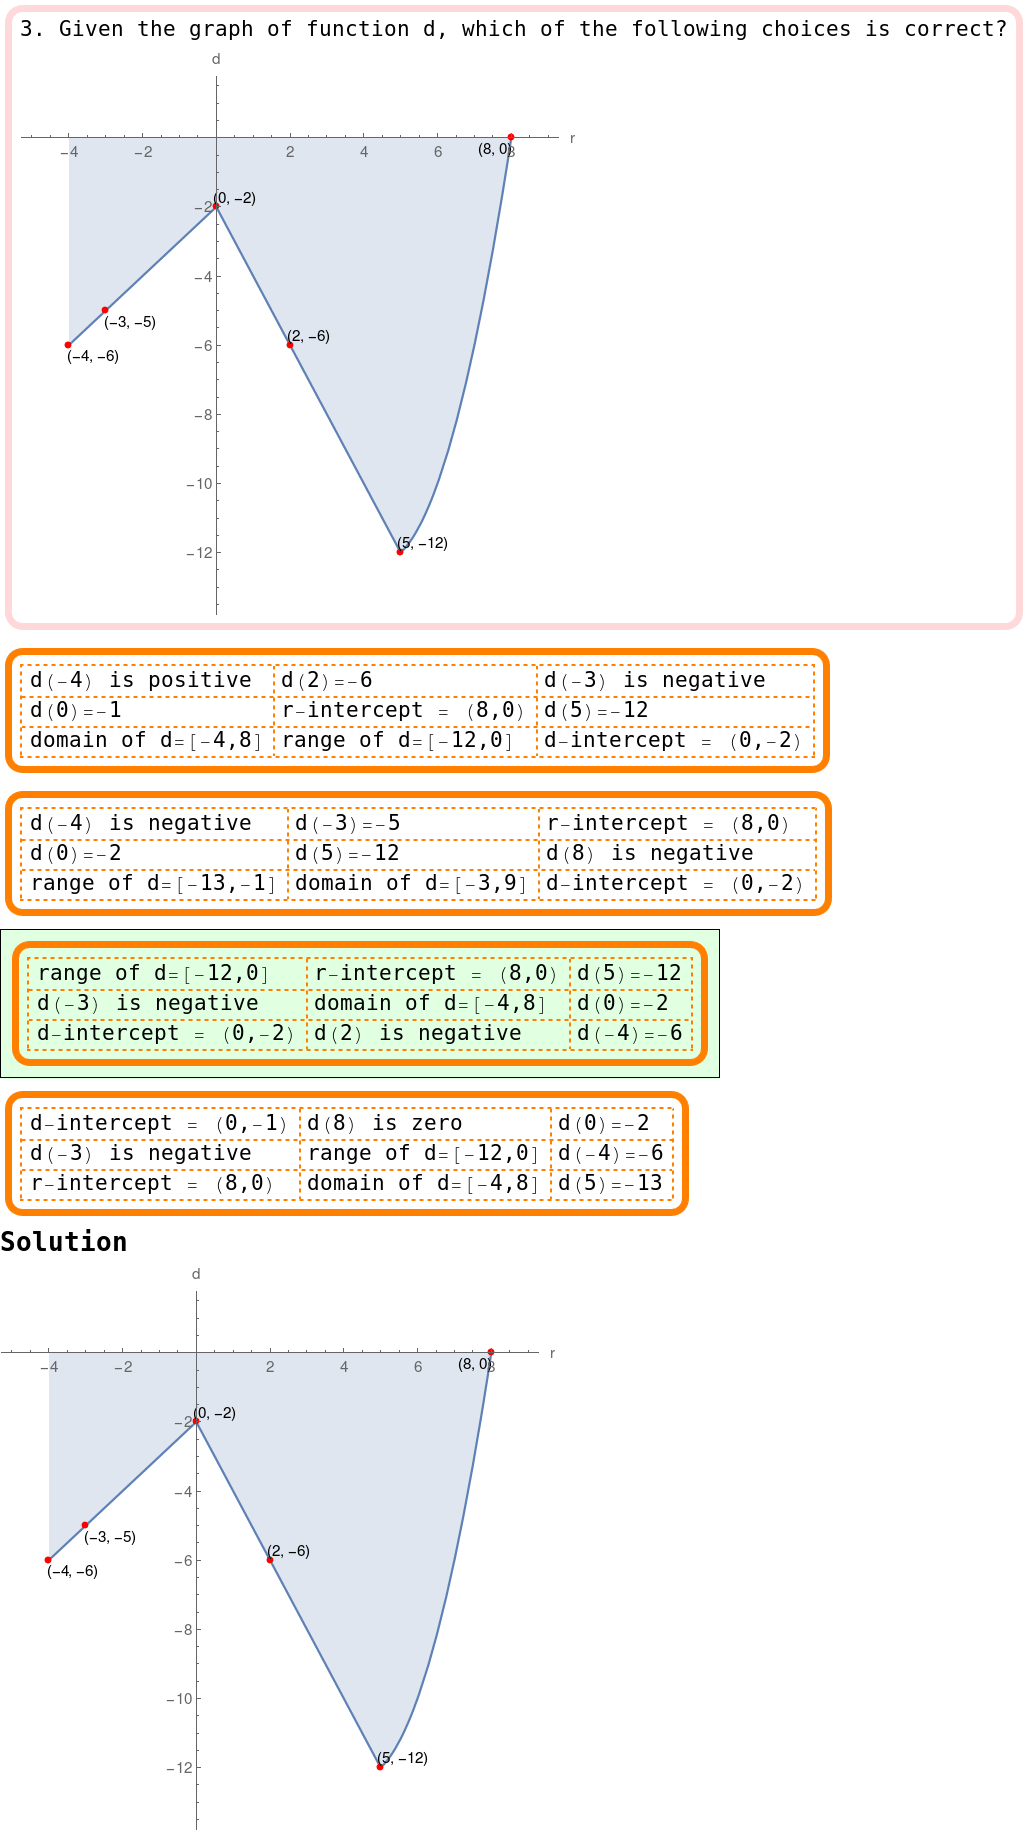 3. Given the graph of function d, which of the following choices is correct?
d
−4 −2 2 4 6 8 r
(8, 0)
(0, −2)
−2
−4
(−3, −5)
(2, −6)
−6
(−4, −6)
−8
−10
(5, −12)
−12
d(−4) is positive d(2)=−6 d(−3) is negative
d(0)=−1 r−intercept = (8,0) d(5)=−12
domain of d=[−4,8] range of d=[−12,0] d−intercept = (0,−2)
d(−4) is negative d(−3)=−5 r−intercept = (8,0)
d(0)=−2 d(5)=−12 d(8) is negative
range of d=[−13,−1] domain of d=[−3,9] d−intercept = (0,−2)
range of d=[−12,0] r−intercept = (8,0) d(5)=−12
d(−3) is negative domain of d=[−4,8] d(0)=−2
d−intercept = (0,−2) d(2) is negative d(−4)=−6
d−intercept = (0,−1) d(8) is zero d(0)=−2
d(−3) is negative range of d=[−12,0] d(−4)=−6
r−intercept = (8,0) domain of d=[−4,8] d(5)=−13
Solution
d
−4 −2 2 4 6 8 r
(8, 0)
(0, −2)
−2
−4
(−3, −5)
(2, −6)
−6
(−4, −6)
−8
−10
(5, −12)
−12